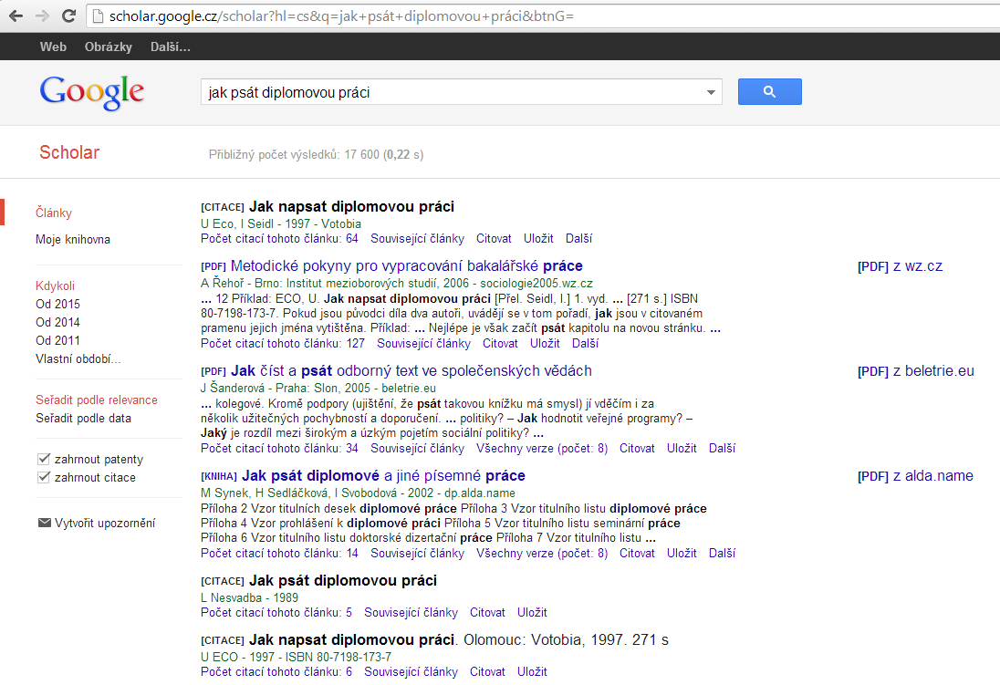 scholar.google.cz/scholar?hl=cs&q=jak+psát+diplomovou+práci&btnG=
Web Obrázky Další...
Google jak psát diplomovou práci
Scholar Přibližný počet výsledků: 17 600 (0,22 s)
Články
Moje knihovna
Kdykoli
Od 2015
Od 2014
Od 2011
Vlastní období...
Seřadit podle relevance
Seřadit podle data
zahrnout patenty
zahrnout citace
Vytvořit upozornění
[CITACE] Jak napsat diplomovou práci
U Eco, I Seidl - 1997 - Votobia
Počet citací tohoto článku: 64 Související články Citovat Uložit Další
[PDF] Metodické pokyny pro vypracování bakalářské práce [PDF] z wz.cz
A Řehoř - Brno: Institut mezioborových studií, 2006 - sociologie2005.wz.cz
... 12 Příklad: ECO, U. Jak napsat diplomovou práci [Přel. Seidl, I.] 1. vyd. ... [271 s.] ISBN
80-7198-173-7. Pokud jsou původci díla dva autoři, uvádějí se v tom pořadí, jak jsou v citovaném
pramenu jejich jména vytištěna. Příklad: ... Nejlépe je však začít psát kapitolu na novou stránku. ...
Počet citací tohoto článku: 127 Související články Citovat Uložit Další
[PDF] Jak číst a psát odborný text ve společenských vědách [PDF] z beletrie.eu
J Šanderová - Praha: Slon, 2005 - beletrie.eu
... kolegové. Kromě podpory (ujištění, že psát takovou knížku má smysl) jí vděčím i za
několik užitečných pochybností a doporučení. ... politiky? – Jak hodnotit veřejné programy? –
Jaký je rozdíl mezi širokým a úzkým pojetím sociální politiky? ...
Počet citací tohoto článku: 34 Související články Všechny verze (počet: 8) Citovat Uložit Další
[KNIHA] Jak psát diplomové a jiné písemné práce [PDF] z alda.name
M Synek, H Sedláčková, I Svobodová - 2002 - dp.alda.name
Příloha 2 Vzor titulních desek diplomové práce Příloha 3 Vzor titulního listu diplomové práce
Příloha 4 Vzor prohlášení k diplomové práci Příloha 5 Vzor titulního listu seminární práce
Příloha 6 Vzor titulního listu doktorské dizertační práce Příloha 7 Vzor titulního listu ...
Počet citací tohoto článku: 14 Související články Všechny verze (počet: 8) Citovat Uložit Další
[CITACE] Jak psát diplomovou práci
L Nesvadba - 1989
Počet citací tohoto článku: 5 Související články Citovat Uložit
[CITACE] Jak napsat diplomovou práci. Olomouc: Votobia, 1997. 271 s
U ECO - 1997 - ISBN 80-7198-173-7
Počet citací tohoto článku: 6 Související články Citovat Uložit